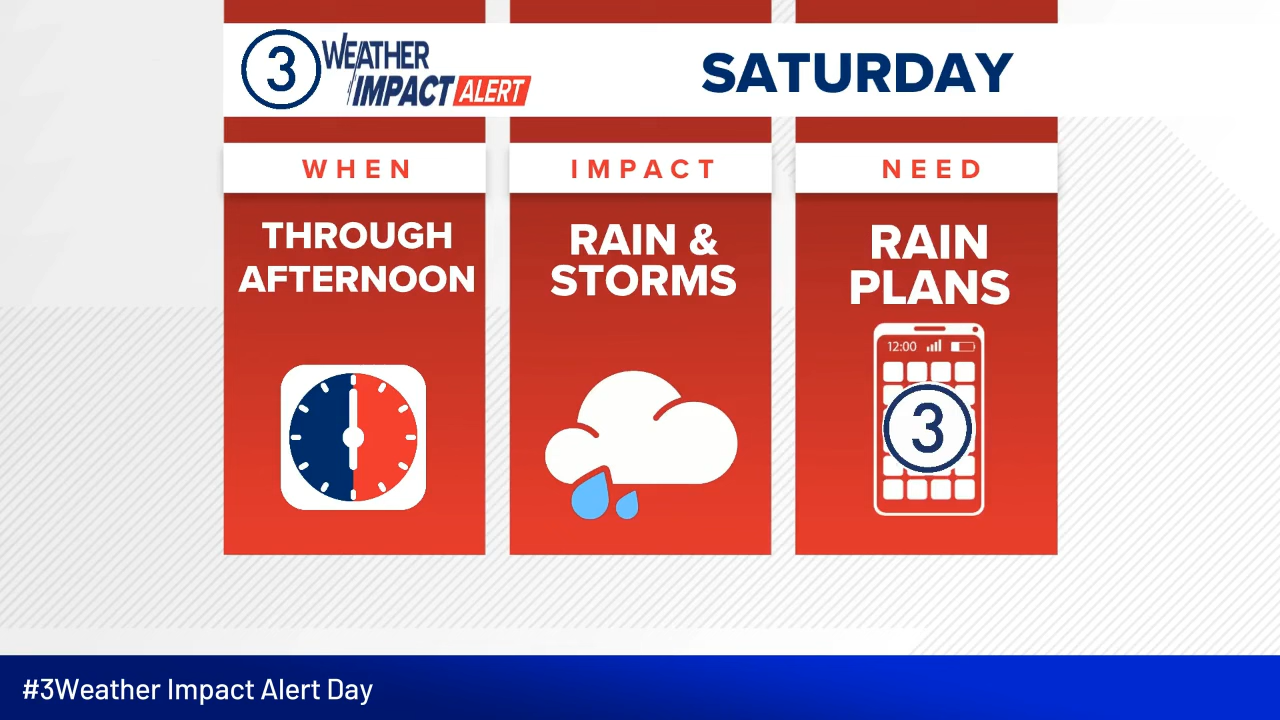 3 WEATHER
IMPACT ALERT
SATURDAY
WHEN
THROUGH
AFTERNOON
IMPACT
RAIN &
STORMS
NEED
RAIN
PLANS
12:00
3
#3Weather Impact Alert Day